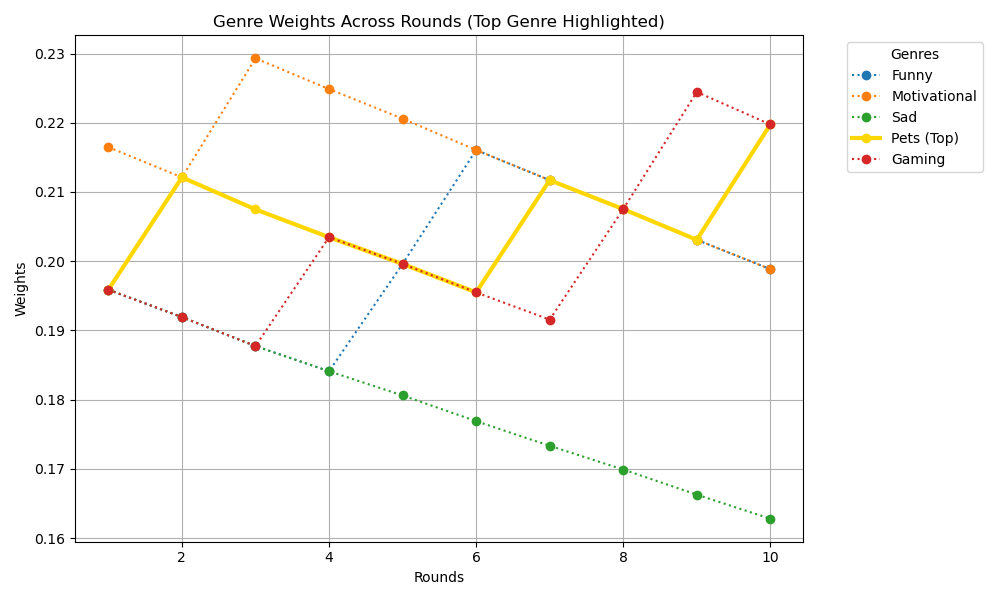 Genre Weights Across Rounds (Top Genre Highlighted)
Genres
Funny
Motivational
Sad
Pets (Top)
Gaming
Weights
0.23
0.22
0.21
0.20
0.19
0.18
0.17
0.16
2 4 6 8 10
Rounds